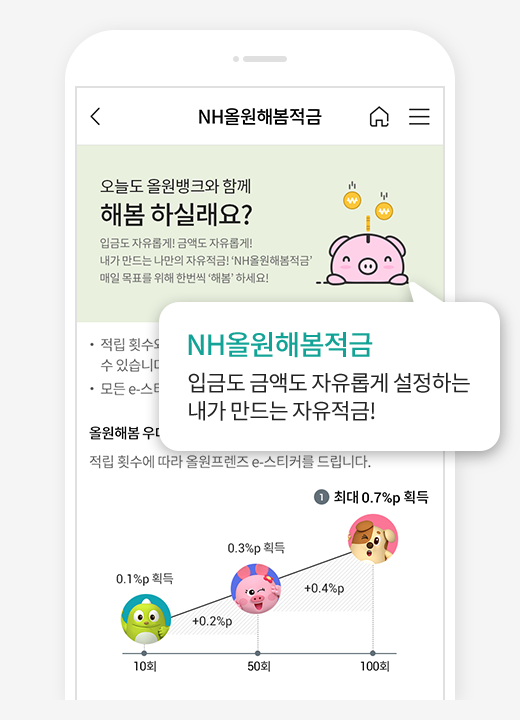 NH올원해봄적금
오늘도 올원뱅크와 함께
해봄 하실래요?
입금도 자유롭게! 금액도 자유롭게!
내가 만드는 나만의 자유적금! ‘NH올원해봄적금’
매일 목표를 위해 한번씩 ‘해봄’ 하세요!
NH올원해봄적금
입금도 금액도 자유롭게 설정하는
내가 만드는 자유적금!
• 적립 횟수
수 있습니다
• 모든 e-스티
올원해봄 우
적립 횟수에 따라 올원프렌즈 e-스티커를 드립니다.
1 최대 0.7%p 획득
0.3%p 획득
0.1%p 획득
+0.4%p
+0.2%p
10회 50회 100회